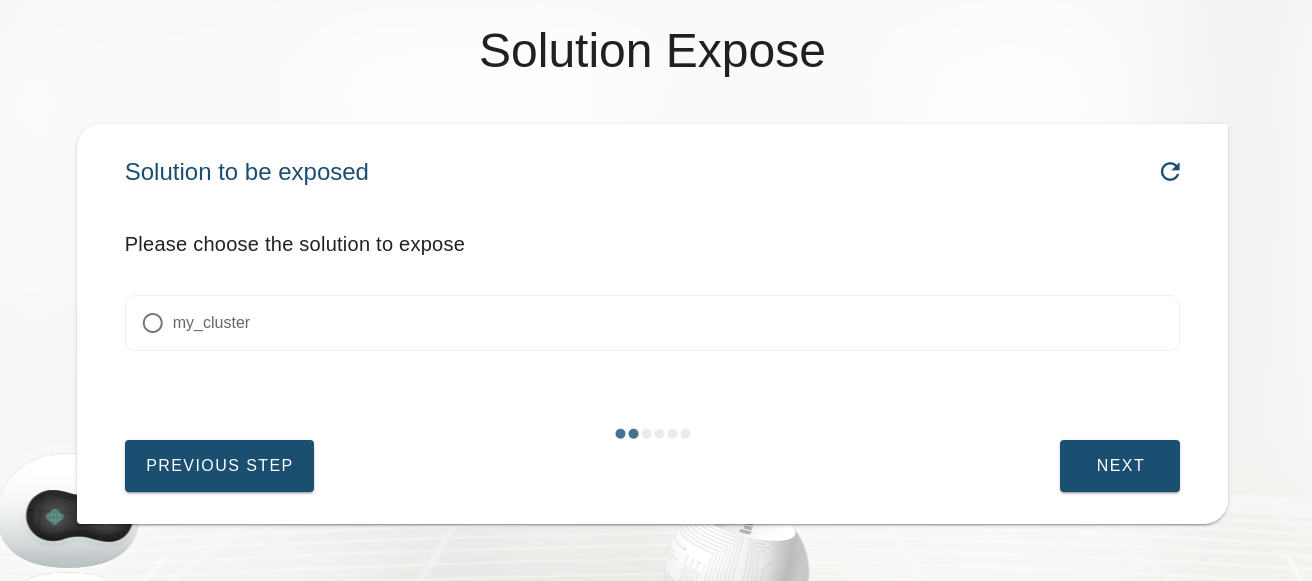 Solution Expose
Solution to be exposed
Please choose the solution to expose
my_cluster
PREVIOUS STEP
NEXT